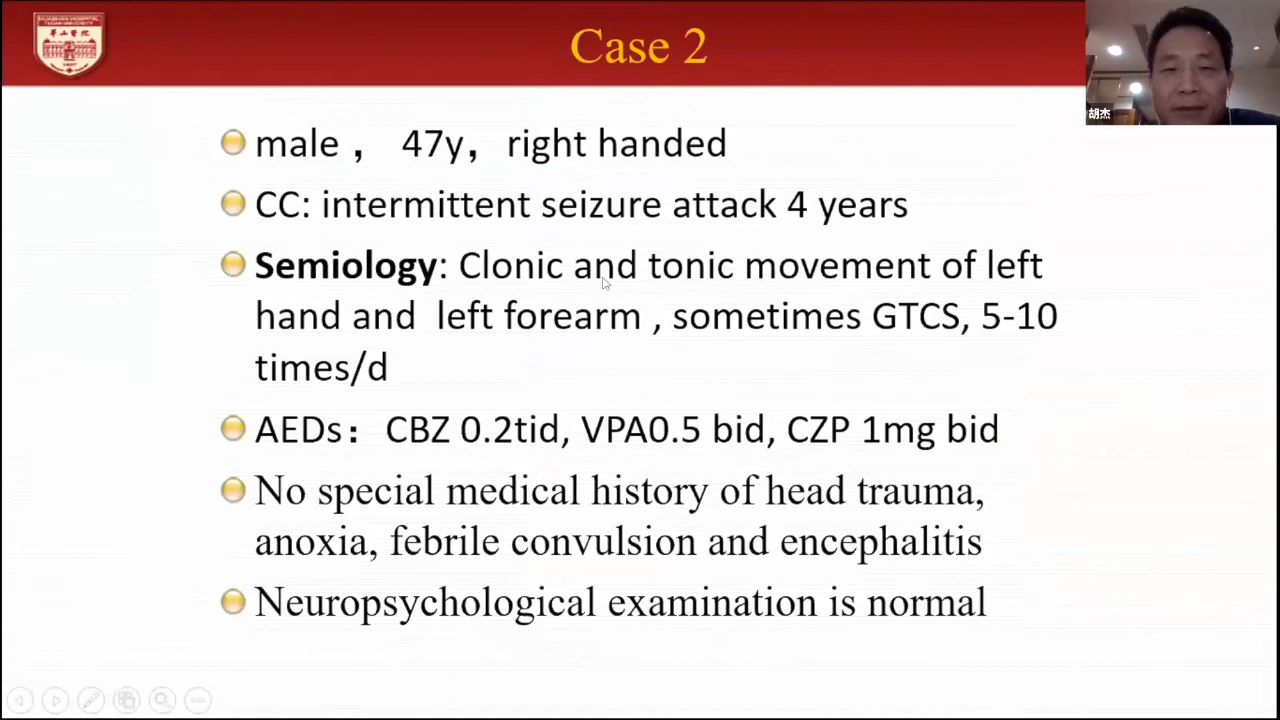 Case 2
胡杰
male， 47y，right handed
CC: intermittent seizure attack 4 years
Semiology: Clonic and tonic movement of left
hand and left forearm , sometimes GTCS, 5-10
times/d
AEDs：CBZ 0.2tid, VPA0.5 bid, CZP 1mg bid
No special medical history of head trauma,
anoxia, febrile convulsion and encephalitis
Neuropsychological examination is normal